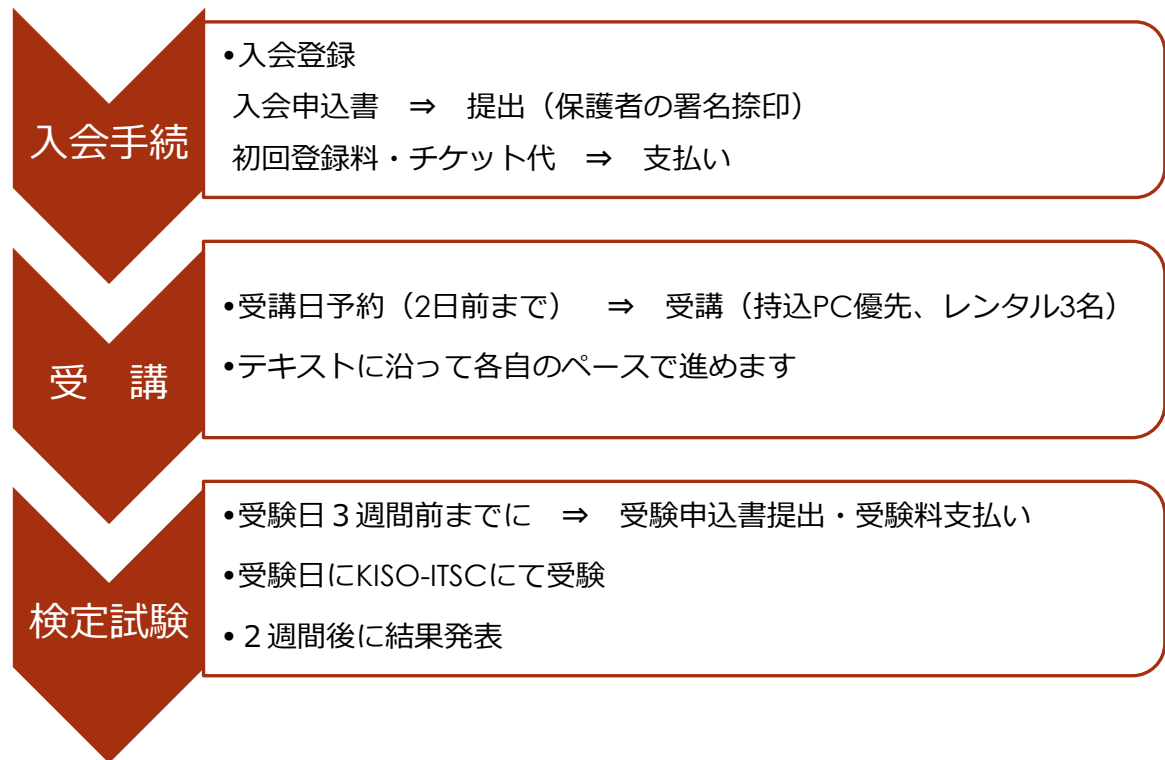 入会手続
•入会登録
入会申込書　⇒　提出（保護者の署名捺印）
初回登録料・チケット代　⇒　支払い
受　講
•受講日予約（2日前まで）　⇒　受講（持込PC優先、レンタル3名）
•テキストに沿って各自のペースで進めます
検定試験
•受験日３週間前までに　⇒　受験申込書提出・受験料支払い
•受験日にKISO-ITSCにて受験
•２週間後に結果発表